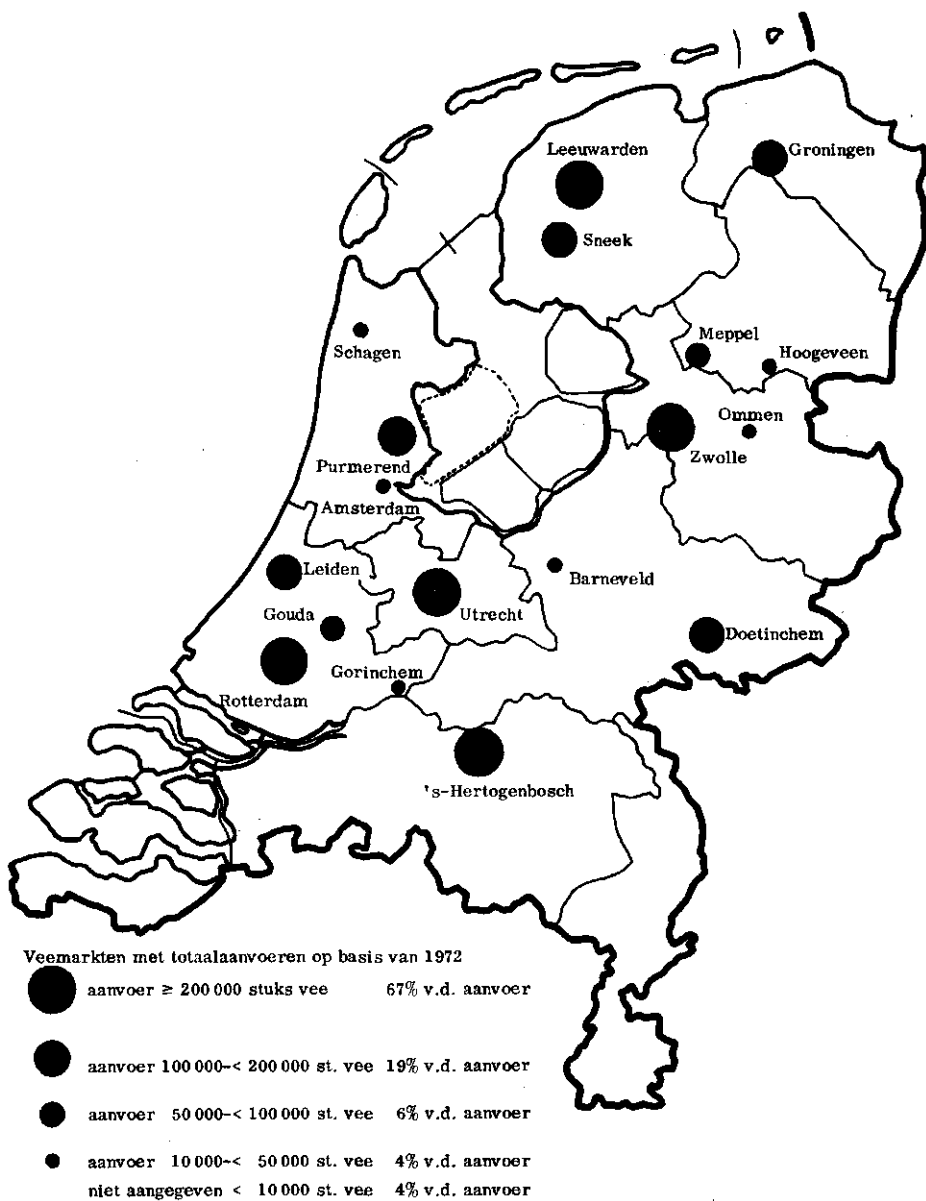 Leeuwarden
Groningen
Sneek
Schagen
Meppel
Hoogeveen
Ommen
Zwolle
Purmerend
Amsterdam
Leiden
Barneveld
Gouda
Utrecht
Doetinchem
Gorinchem
Rotterdam
's-Hertogenbosch
Veemarkten met totaalaanvoeren op basis van 1972
aanvoer ≥ 200 000 stuks vee 67% v.d. aanvoer
aanvoer 100 000-< 200 000 st. vee 19% v.d. aanvoer
aanvoer 50 000-< 100 000 st. vee 6% v.d. aanvoer
aanvoer 10 000-< 50 000 st. vee 4% v.d. aanvoer
niet aangegeven < 10 000 st. vee 4% v.d. aanvoer